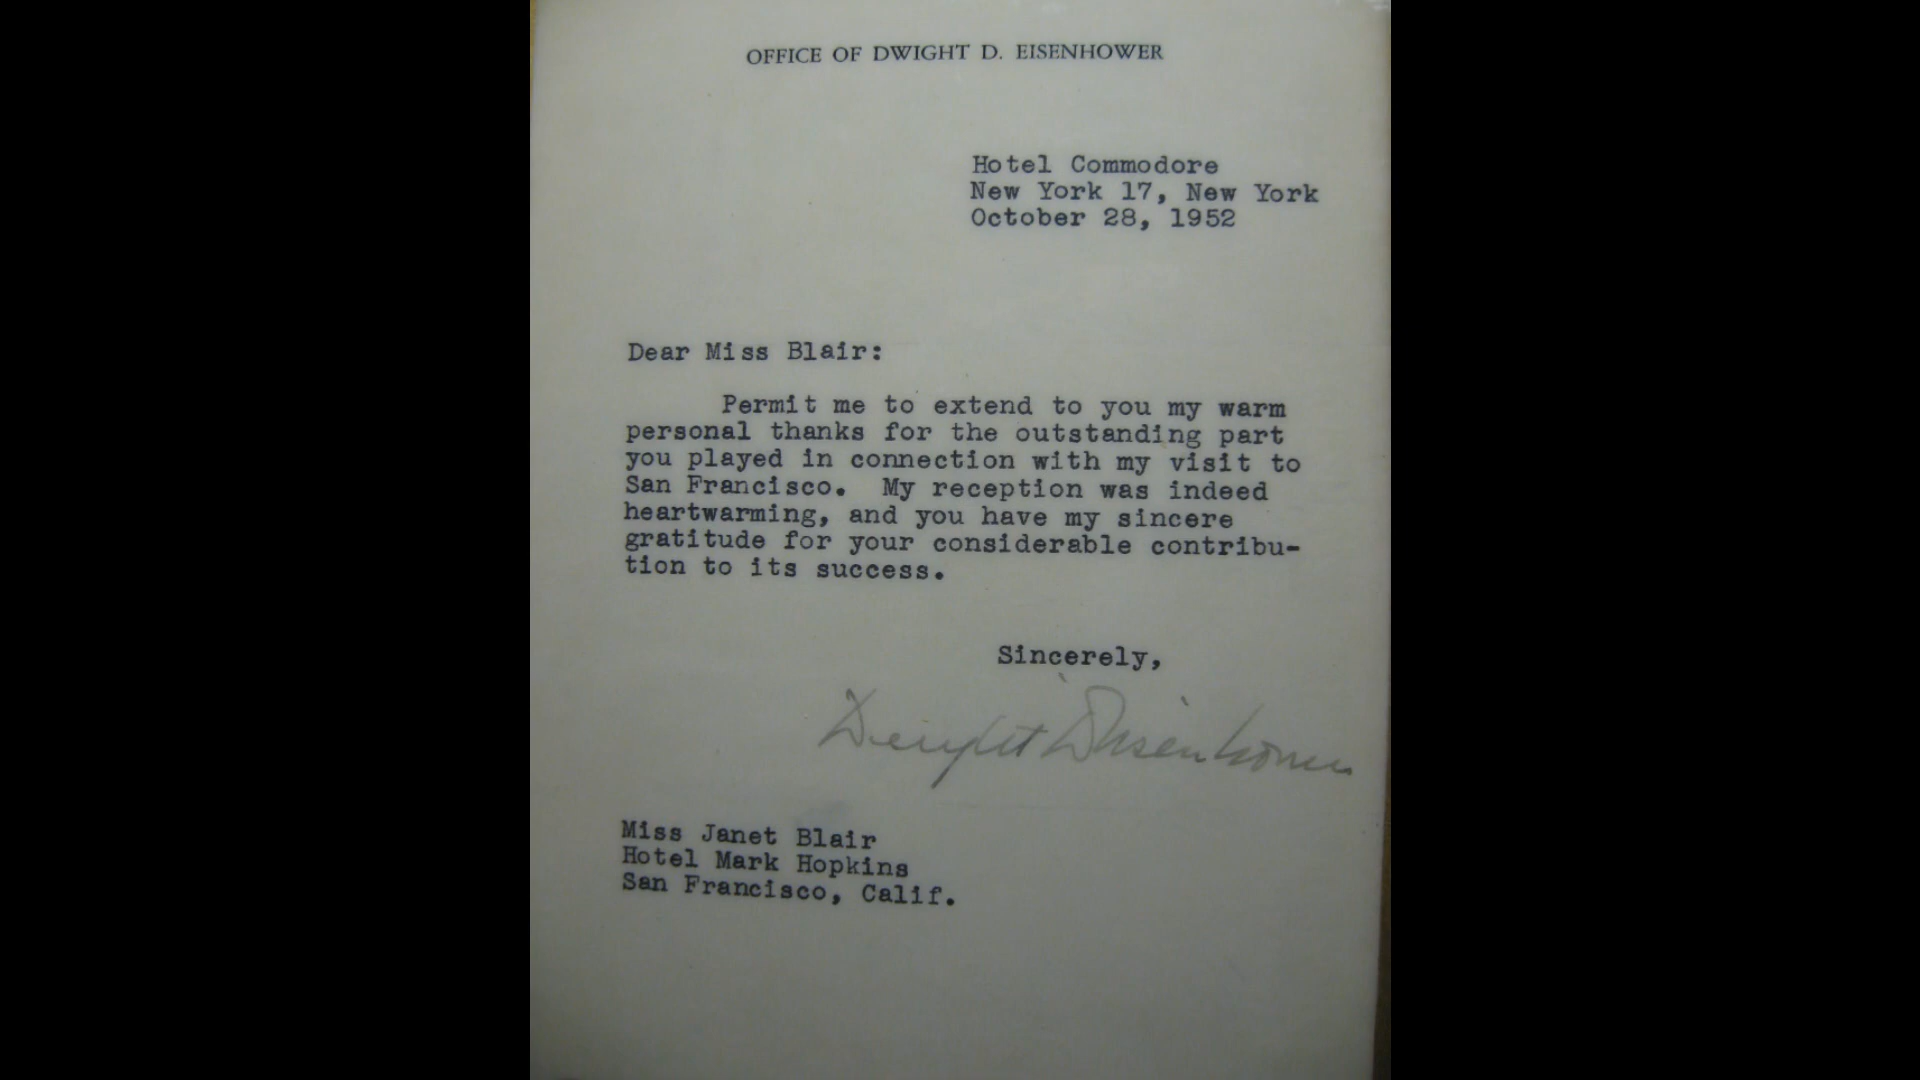 OFFICE OF DWIGHT D. EISENHOWER
Hotel Commodore
New York 17, New York
October 28, 1952
Dear Miss Blair:
Permit me to extend to you my warm
personal thanks for the outstanding part
you played in connection with my visit to
San Francisco. My reception was indeed
heartwarming, and you have my sincere
gratitude for your considerable contribu-
tion to its success.
Sincerely,
Dwight D Eisenhower
Miss Janet Blair
Hotel Mark Hopkins
San Francisco, Calif.